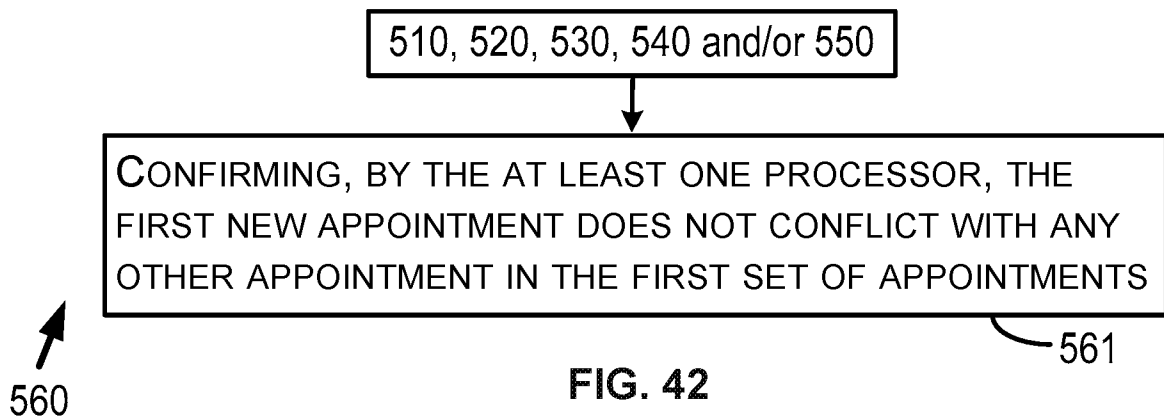 510, 520, 530, 540 and/or 550
CONFIRMING, BY THE AT LEAST ONE PROCESSOR, THE
FIRST NEW APPOINTMENT DOES NOT CONFLICT WITH ANY
OTHER APPOINTMENT IN THE FIRST SET OF APPOINTMENTS
561
560
FIG. 42